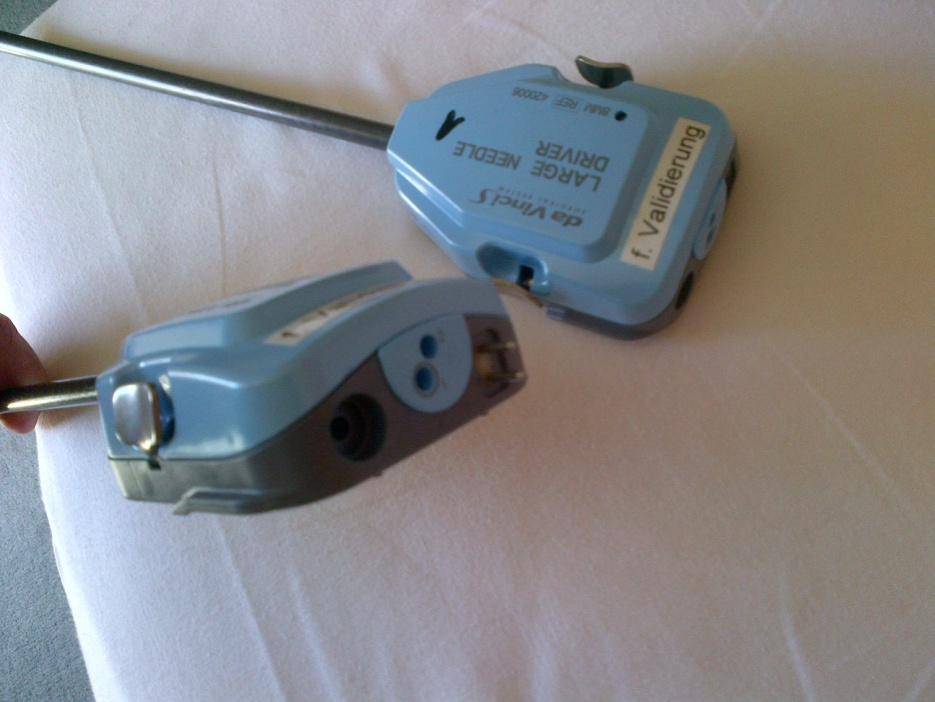 da Vinci S
SURGICAL SYSTEM
LARGE NEEDLE
DRIVER
8MM REF 420006
f. Validierung